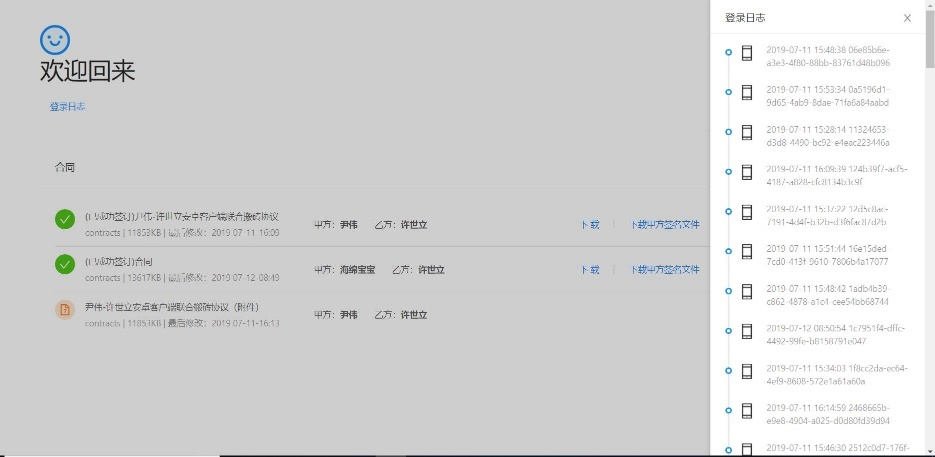 欢迎回来
登录日志
合同
(已成功签订)尹伟-许世立安卓客户端联合搬砖协议
contracts | 11853KB | 最后修改：2019-07-11-16:09
甲方：尹伟 乙方：许世立
下载 下载甲方签名文件
(已成功签订)合同
contracts | 13617KB | 最后修改：2019-07-12-08:49
甲方：海绵宝宝 乙方：许世立
下载 下载甲方签名文件
尹伟-许世立安卓客户端联合搬砖协议（附件）
contracts | 11853KB | 最后修改：2019-07-11-16:13
甲方：尹伟 乙方：许世立
登录日志
2019-07-11 15:48:38 06e85b6e-
a3e3-4f80-88bb-83761d48b096
2019-07-11 15:53:34 0a5196d1-
9d65-4ab9-8dae-71fa6a84aabd
2019-07-11 15:28:14 11324653-
d3d8-4490-bc92-e4eac223446a
2019-07-11 16:09:39 124b39f7-acf5-
4187-a828-cfc8134b3c9f
2019-07-11 15:37:22 12d5c8ac-
7191-4d4f-b32b-d3f6fac87d2b
2019-07-11 15:51:44 16e15ded-
7cd0-413f-9610-7806b4a17077
2019-07-11 15:48:42 1adb4b39-
c862-4878-a1c4-cee54bb68744
2019-07-12 08:50:54 1c7951f4-dffc-
4492-99fe-b8158791e047
2019-07-11 15:34:03 1f8cc2da-ec64-
4ef9-8608-572e1a61a60a
2019-07-11 16:14:59 2468665b-
e9e8-4904-a025-d0d80fd39d94
2019-07-11 15:46:30 2512c0d7-176f-